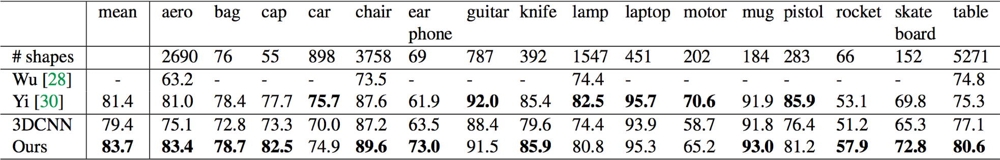 mean aero bag cap car chair ear guitar knife lamp laptop motor mug pistol rocket skate table
phone board
# shapes 2690 76 55 898 3758 69 787 392 1547 451 202 184 283 66 152 5271
Wu [28] - 63.2 - - - 73.5 - - - 74.4 - - - - - - 74.8
Yi [30] 81.4 81.0 78.4 77.7 75.7 87.6 61.9 92.0 85.4 82.5 95.7 70.6 91.9 85.9 53.1 69.8 75.3
3DCNN 79.4 75.1 72.8 73.3 70.0 87.2 63.5 88.4 79.6 74.4 93.9 58.7 91.8 76.4 51.2 65.3 77.1
Ours 83.7 83.4 78.7 82.5 74.9 89.6 73.0 91.5 85.9 80.8 95.3 65.2 93.0 81.2 57.9 72.8 80.6